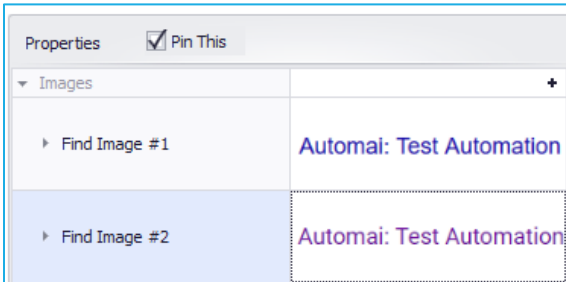 Properties Pin This
Images +
Find Image #1 Automai: Test Automation
Find Image #2 Automai: Test Automation